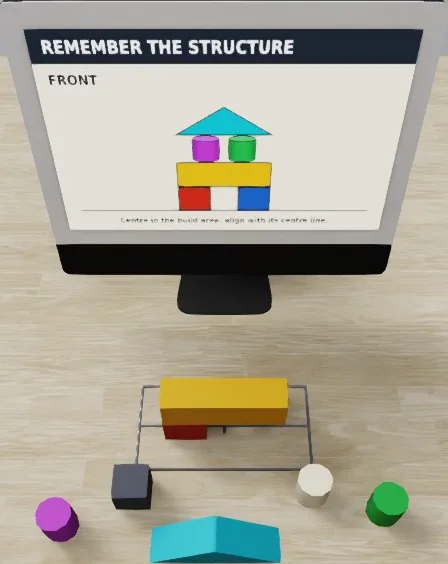 REMEMBER THE STRUCTURE
FRONT
Centre in the build area, align with its centre line.